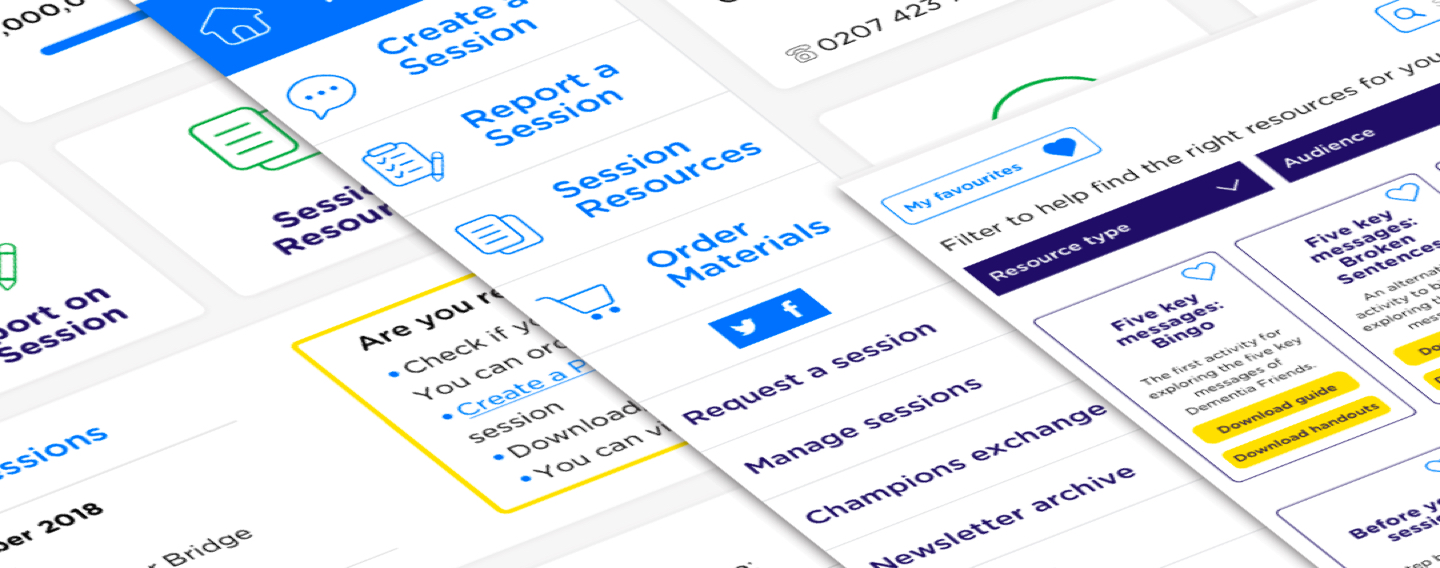 ,000,0
Sessi
Resour
port on
Session
ssions
ber 2018
Bridge
Are you re
• Check if y
You can ord
• Create a P
session
• Download
• You can vi
Create a
Session
Report a
Session
Session
Resources
Order
Materials
Request a session
Manage sessions
Champions exchange
Newsletter archive
0207 423
My favourites
Filter to help find the right resources for you
Resource type
Audience
Five key
messages:
Bingo
The first activity for
exploring the five key
messages of
Dementia Friends.
Download guide
Download handouts
Five key
messages:
Broken
Sentences
An alternat
activity to b
exploring t
mess
Do
Before yo
sessi
tep b